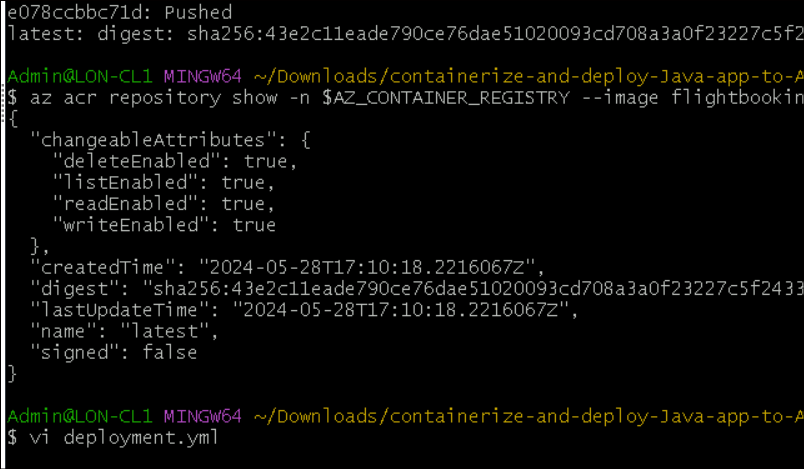 e078ccbbc71d: Pushed
latest: digest: sha256:43e2c11eade790ce76dae51020093cd708a3a0f23227c5f2
Admin@LON-CL1 MINGW64 ~/Downloads/containerize-and-deploy-Java-app-to-A
$ az acr repository show -n $AZ_CONTAINER_REGISTRY --image flightbookin
{
  "changeableAttributes": {
    "deleteEnabled": true,
    "listEnabled": true,
    "readEnabled": true,
    "writeEnabled": true
  },
  "createdTime": "2024-05-28T17:10:18.2216067Z",
  "digest": "sha256:43e2c11eade790ce76dae51020093cd708a3a0f23227c5f2433
  "lastUpdateTime": "2024-05-28T17:10:18.2216067Z",
  "name": "latest",
  "signed": false
}
Admin@LON-CL1 MINGW64 ~/Downloads/containerize-and-deploy-Java-app-to-A
$ vi deployment.yml